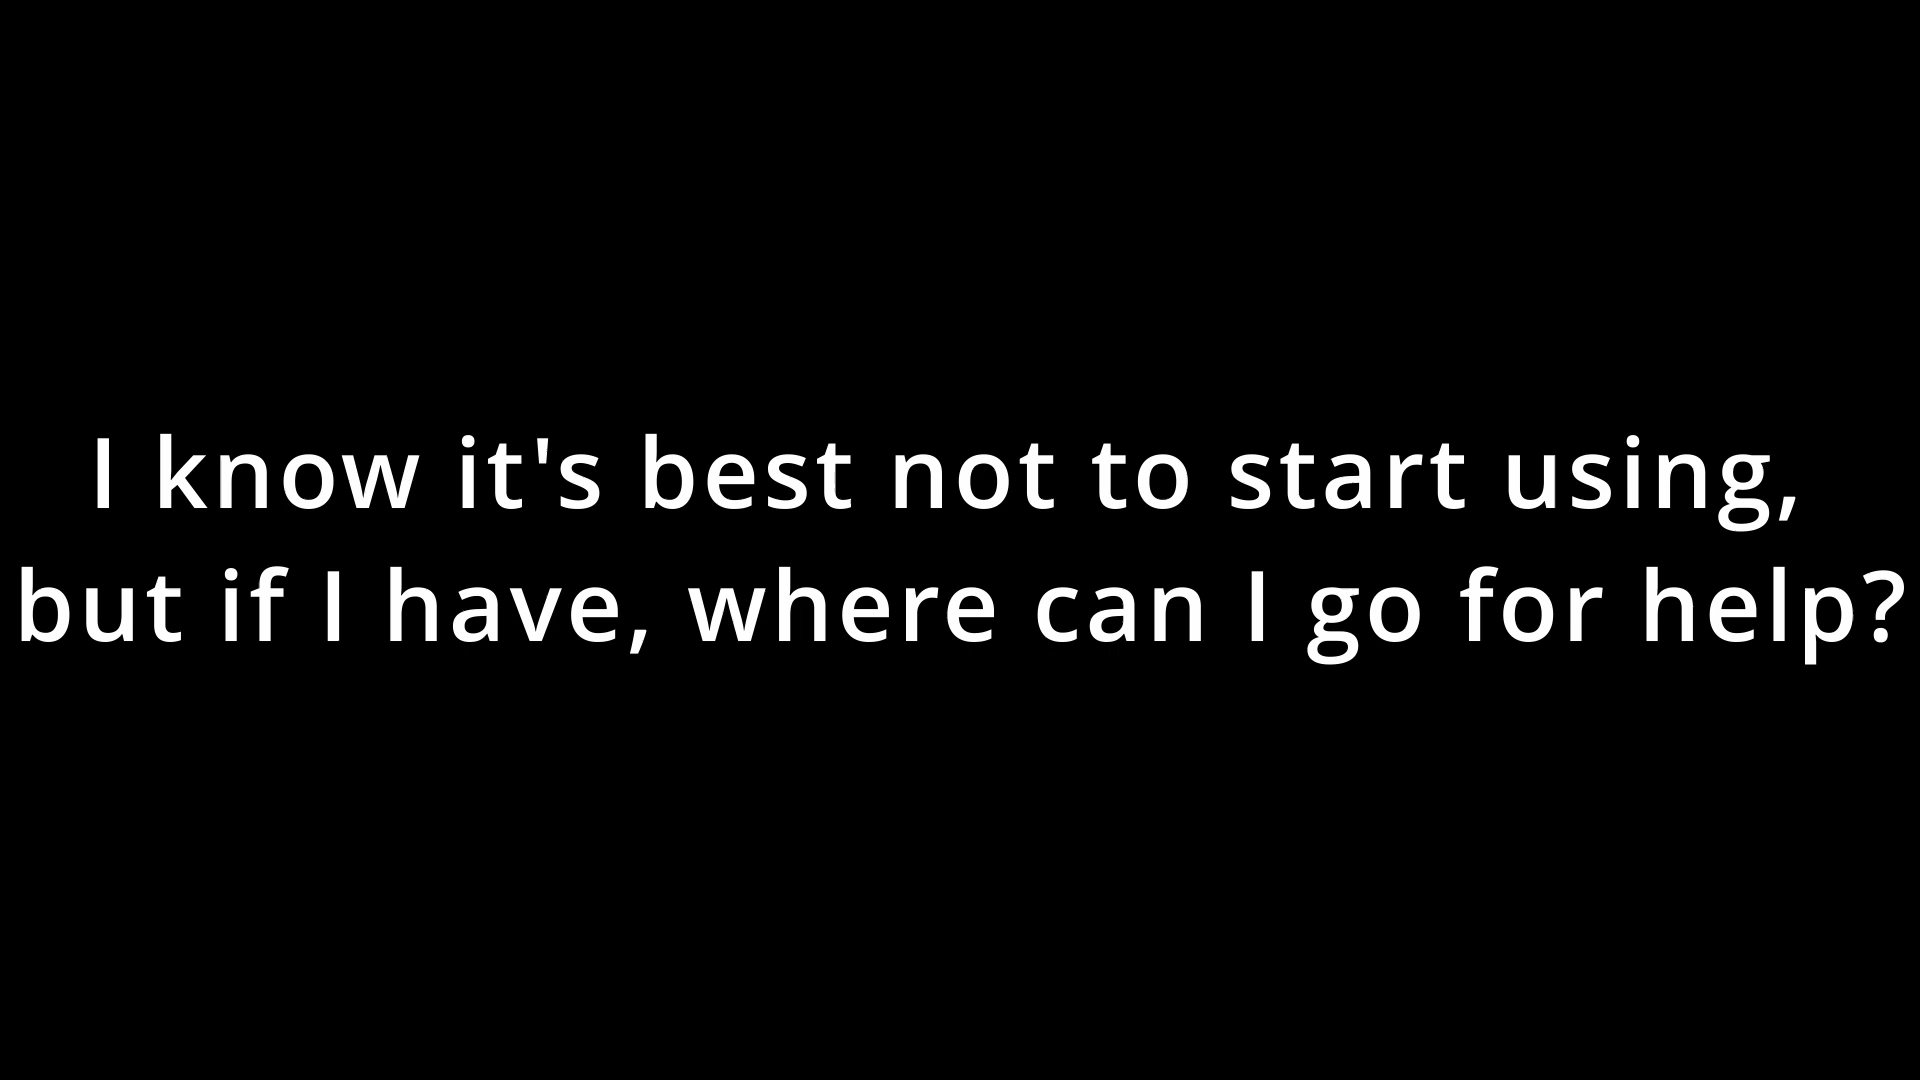 I know it's best not to start using,
but if I have, where can I go for help?